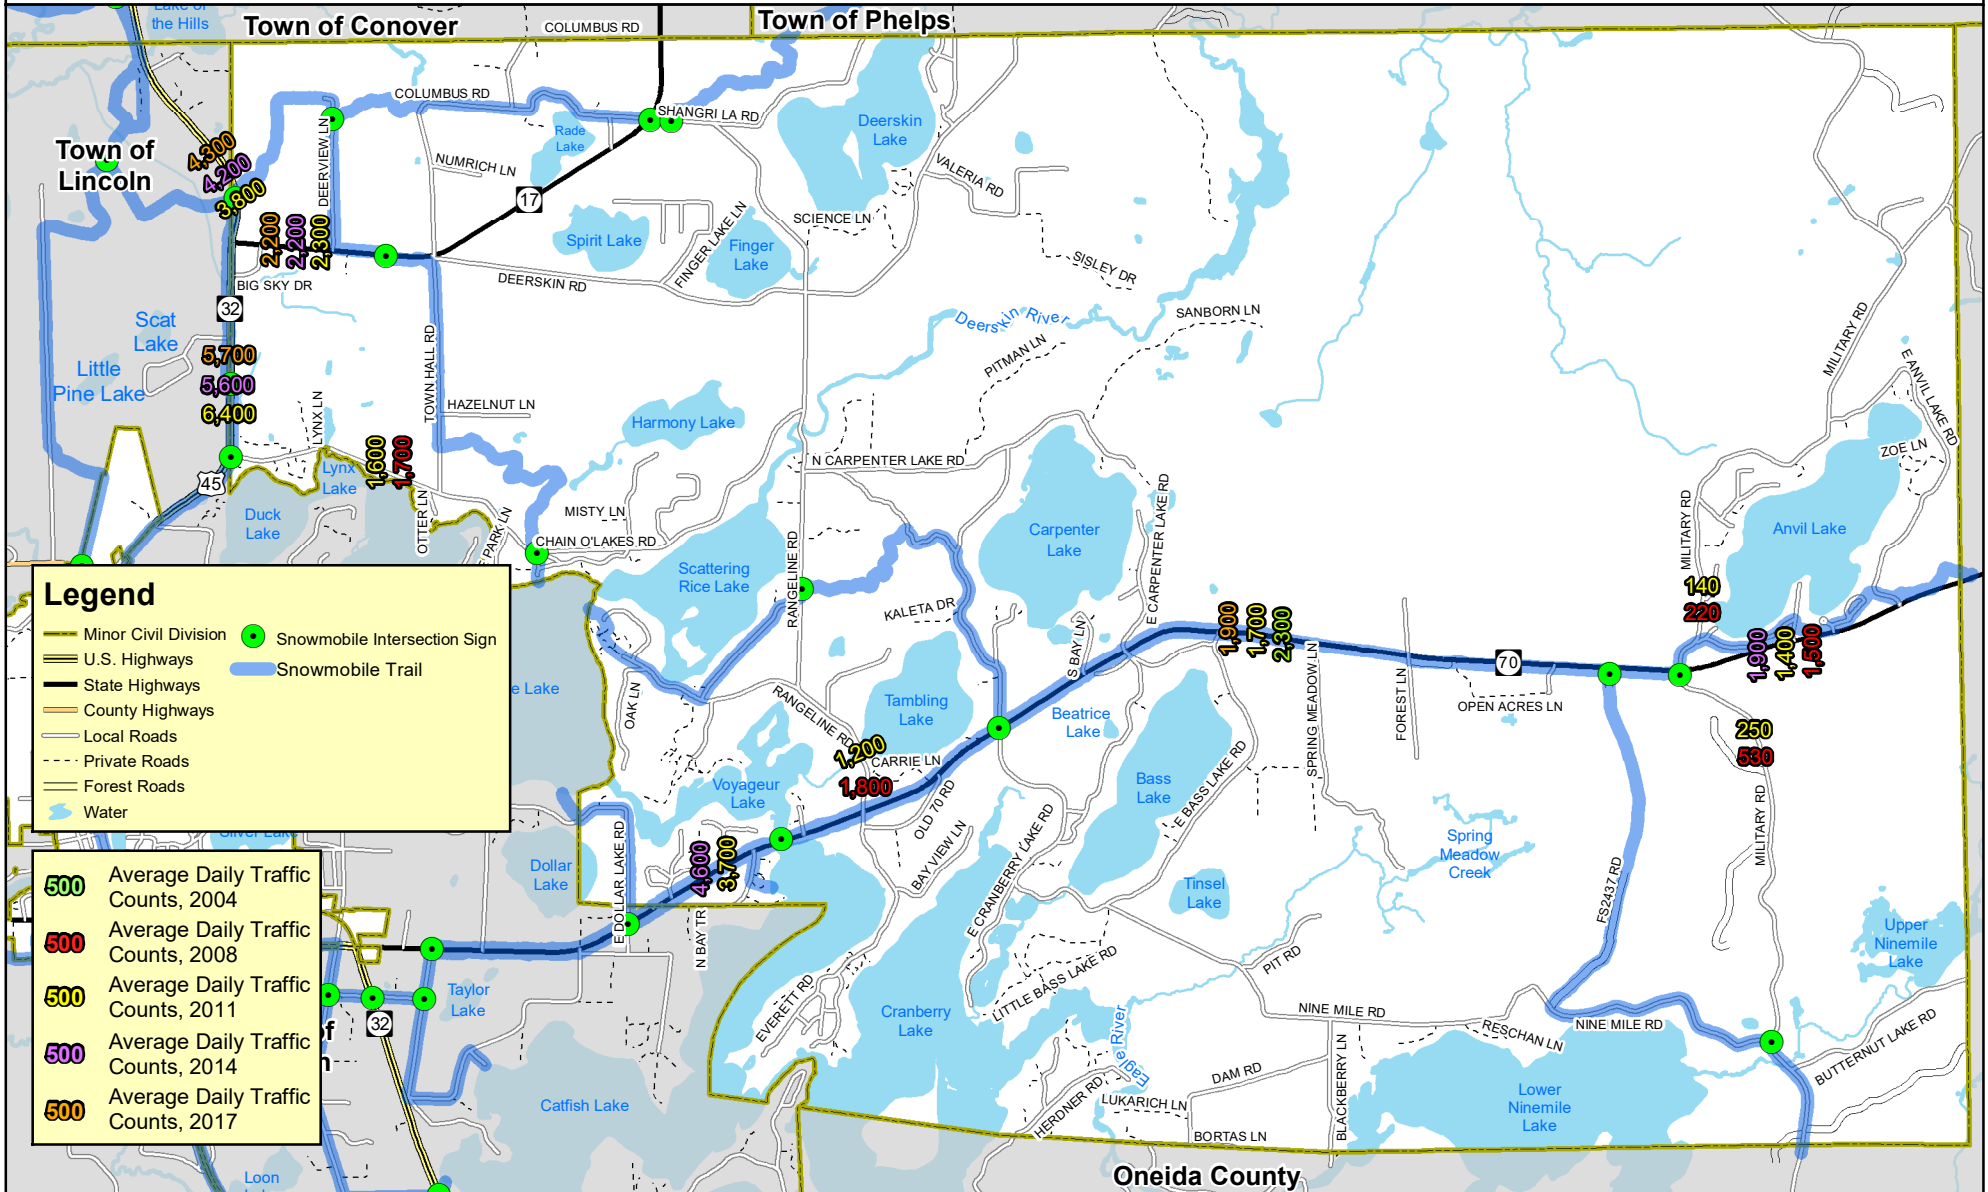 Lake of
the Hills
Town of Conover
COLUMBUS RD
Town of Phelps
COLUMBUS RD
SHANGRI LA RD
Rade
Lake
Deerskin
Lake
Town of
Lincoln
4,300
4,200
3,800
DEERVIEW LN
NUMRICH LN
17
VALERIA RD
2,200
2,200
2,300
Spirit Lake
FINGER LAKE LN
Finger
Lake
SCIENCE LN
SISLEY DR
BIG SKY DR
DEERSKIN RD
32
Scat
Lake
Deerskin River
SANBORN LN
PITMAN LN
MILITARY RD
E ANVIL LAKE RD
5,700
5,600
6,400
Little
Pine Lake
TOWN HALL RD
HAZELNUT LN
LYNX LN
Harmony Lake
1,600
1,700
Lynx
Lake
N CARPENTER LAKE RD
ZOE LN
45
Duck
Lake
OTTER LN
PARK LN
MISTY LN
CHAIN O'LAKES RD
Scattering
Rice Lake
RANGELINE RD
Carpenter
Lake
E CARPENTER LAKE RD
MILITARY RD
Anvil Lake
140
220
KALETA DR
S BAY LN
1,900
1,700
2,300
70
1,900
1,400
1,500
Legend
Minor Civil Division
U.S. Highways
State Highways
County Highways
Local Roads
Private Roads
Forest Roads
Water
Snowmobile Intersection Sign
Snowmobile Trail
e Lake
OAK LN
RANGELINE RD
Tambling
Lake
Beatrice
Lake
SPRING MEADOW LN
FOREST LN
OPEN ACRES LN
250
530
1,200
1,800
CARRIE LN
Voyageur
Lake
OLD 70 RD
Bass
Lake
E BASS LAKE RD
MILITARY RD
Silver Lake
Dollar
Lake
E DOLLAR LAKE RD
4,600
3,700
BAYVIEW LN
E CRANBERRY LAKE RD
Tinsel
Lake
Spring
Meadow
Creek
FS2437 RD
Upper
Ninemile
Lake
N BAY TR
500 Average Daily Traffic
Counts, 2004
500 Average Daily Traffic
Counts, 2008
500 Average Daily Traffic
Counts, 2011
500 Average Daily Traffic
Counts, 2014
500 Average Daily Traffic
Counts, 2017
of
n
32
Taylor
Lake
EVERETT RD
Cranberry
Lake
LITTLE BASS LAKE RD
PIT RD
NINE MILE RD
RESCHAN LN
NINE MILE RD
BUTTERNUT LAKE RD
Eagle River
DAM RD
BLACKBERRY LN
HERDNER RD
LUKARICH LN
BORTAS LN
Lower
Ninemile
Lake
Catfish Lake
Loon
Oneida County